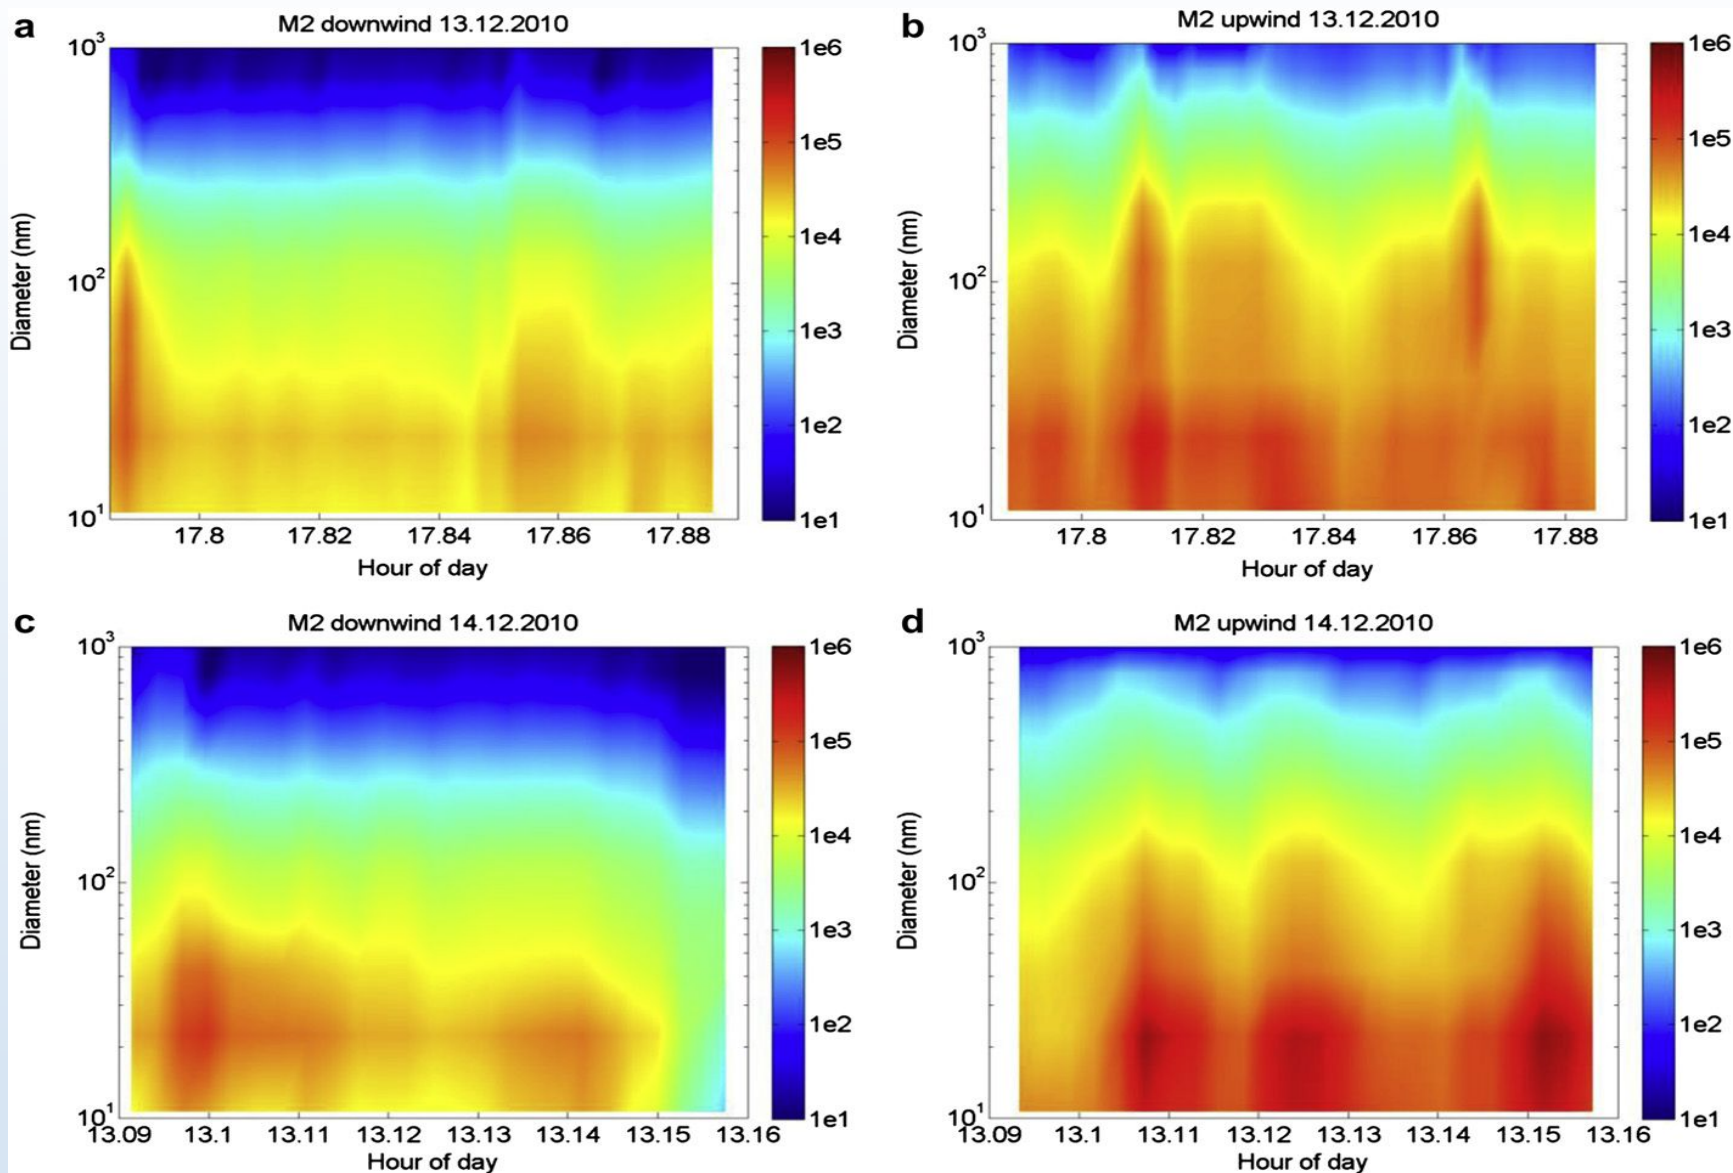 a
M2 downwind 13.12.2010
10³
10²
10¹
Diameter (nm)
17.8 17.82 17.84 17.86 17.88
Hour of day
1e6
1e5
1e4
1e3
1e2
1e1
b
M2 upwind 13.12.2010
10³
10²
10¹
Diameter (nm)
17.8 17.82 17.84 17.86 17.88
Hour of day
1e6
1e5
1e4
1e3
1e2
1e1
c
M2 downwind 14.12.2010
10³
10²
10¹
Diameter (nm)
13.09 13.1 13.11 13.12 13.13 13.14 13.15 13.16
Hour of day
1e6
1e5
1e4
1e3
1e2
1e1
d
M2 upwind 14.12.2010
10³
10²
10¹
Diameter (nm)
13.09 13.1 13.11 13.12 13.13 13.14 13.15 13.16
Hour of day
1e6
1e5
1e4
1e3
1e2
1e1